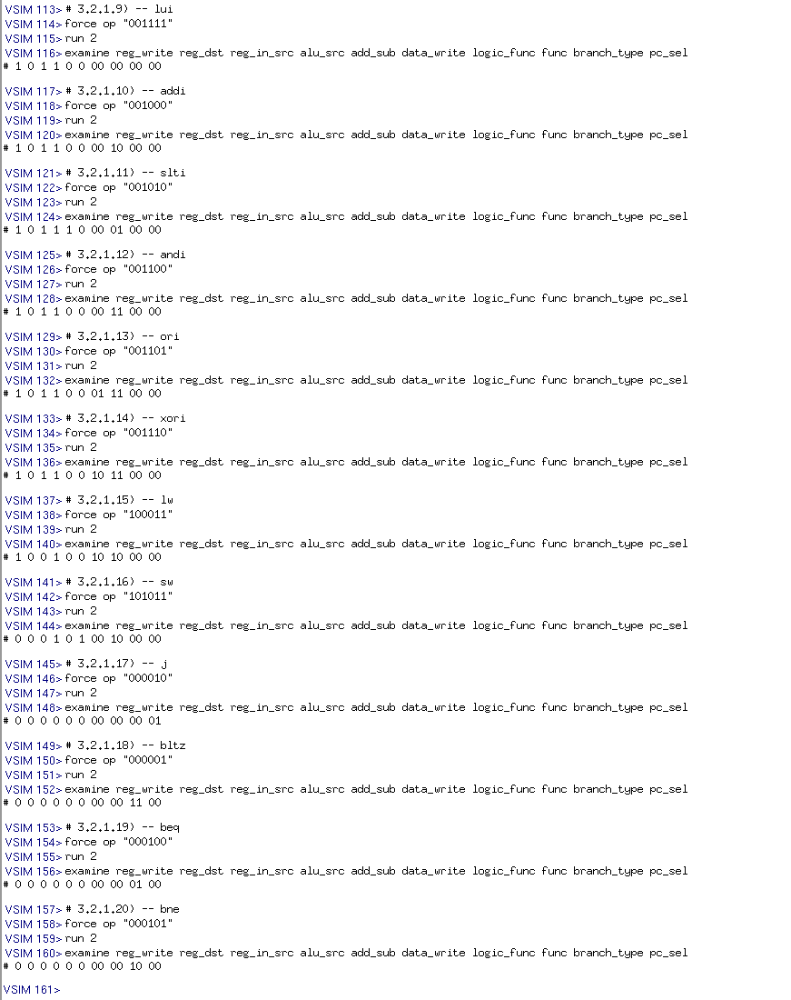 VSIM 113> # 3.2.1.9) -- lui
VSIM 114> force op "001111"
VSIM 115> run 2
VSIM 116> examine reg_write reg_dst reg_in_src alu_src add_sub data_write logic_func func branch_type pc_sel
# 1 0 1 1 0 0 00 00 00 00
VSIM 117> # 3.2.1.10) -- addi
VSIM 118> force op "001000"
VSIM 119> run 2
VSIM 120> examine reg_write reg_dst reg_in_src alu_src add_sub data_write logic_func func branch_type pc_sel
# 1 0 1 1 0 0 00 10 00 00
VSIM 121> # 3.2.1.11) -- slti
VSIM 122> force op "001010"
VSIM 123> run 2
VSIM 124> examine reg_write reg_dst reg_in_src alu_src add_sub data_write logic_func func branch_type pc_sel
# 1 0 1 1 1 0 00 01 00 00
VSIM 125> # 3.2.1.12) -- andi
VSIM 126> force op "001100"
VSIM 127> run 2
VSIM 128> examine reg_write reg_dst reg_in_src alu_src add_sub data_write logic_func func branch_type pc_sel
# 1 0 1 1 0 0 00 11 00 00
VSIM 129> # 3.2.1.13) -- ori
VSIM 130> force op "001101"
VSIM 131> run 2
VSIM 132> examine reg_write reg_dst reg_in_src alu_src add_sub data_write logic_func func branch_type pc_sel
# 1 0 1 1 0 0 01 11 00 00
VSIM 133> # 3.2.1.14) -- xori
VSIM 134> force op "001110"
VSIM 135> run 2
VSIM 136> examine reg_write reg_dst reg_in_src alu_src add_sub data_write logic_func func branch_type pc_sel
# 1 0 1 1 0 0 10 11 00 00
VSIM 137> # 3.2.1.15) -- lw
VSIM 138> force op "100011"
VSIM 139> run 2
VSIM 140> examine reg_write reg_dst reg_in_src alu_src add_sub data_write logic_func func branch_type pc_sel
# 1 0 0 1 0 0 10 10 00 00
VSIM 141> # 3.2.1.16) -- sw
VSIM 142> force op "101011"
VSIM 143> run 2
VSIM 144> examine reg_write reg_dst reg_in_src alu_src add_sub data_write logic_func func branch_type pc_sel
# 0 0 0 1 0 1 00 10 00 00
VSIM 145> # 3.2.1.17) -- j
VSIM 146> force op "000010"
VSIM 147> run 2
VSIM 148> examine reg_write reg_dst reg_in_src alu_src add_sub data_write logic_func func branch_type pc_sel
# 0 0 0 0 0 0 00 00 00 01
VSIM 149> # 3.2.1.18) -- bltz
VSIM 150> force op "000001"
VSIM 151> run 2
VSIM 152> examine reg_write reg_dst reg_in_src alu_src add_sub data_write logic_func func branch_type pc_sel
# 0 0 0 0 0 0 00 00 11 00
VSIM 153> # 3.2.1.19) -- beq
VSIM 154> force op "000100"
VSIM 155> run 2
VSIM 156> examine reg_write reg_dst reg_in_src alu_src add_sub data_write logic_func func branch_type pc_sel
# 0 0 0 0 0 0 00 00 01 00
VSIM 157> # 3.2.1.20) -- bne
VSIM 158> force op "000101"
VSIM 159> run 2
VSIM 160> examine reg_write reg_dst reg_in_src alu_src add_sub data_write logic_func func branch_type pc_sel
# 0 0 0 0 0 0 00 00 10 00
VSIM 161>